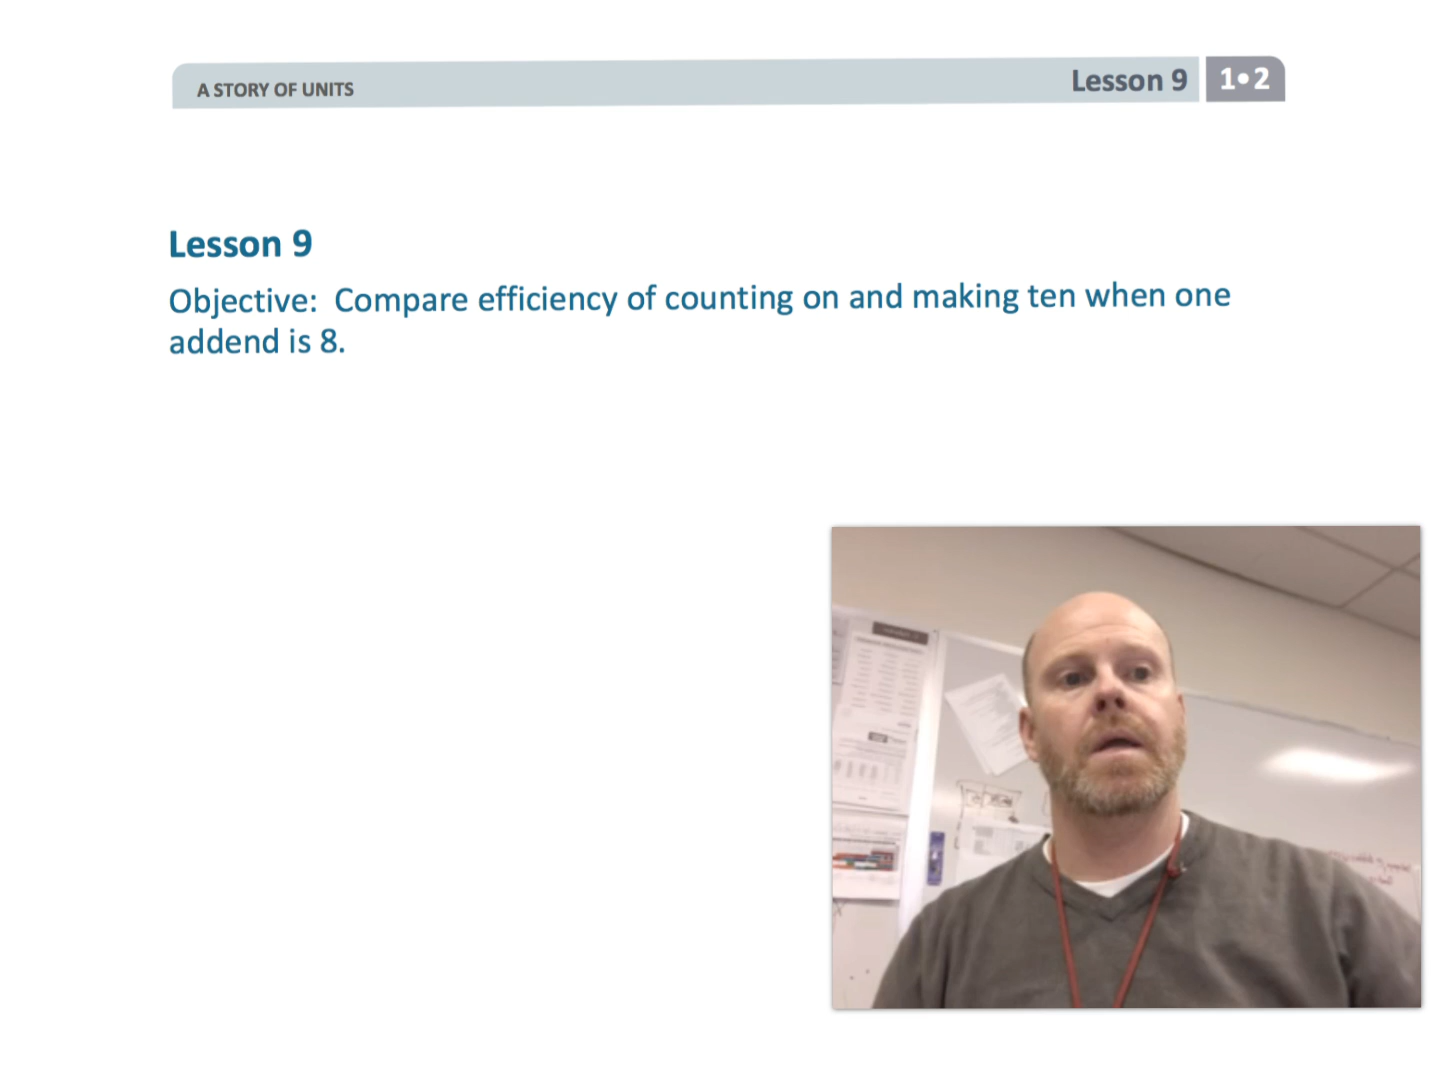 A STORY OF UNITS
Lesson 9
1•2
Lesson 9
Objective: Compare efficiency of counting on and making ten when one
addend is 8.